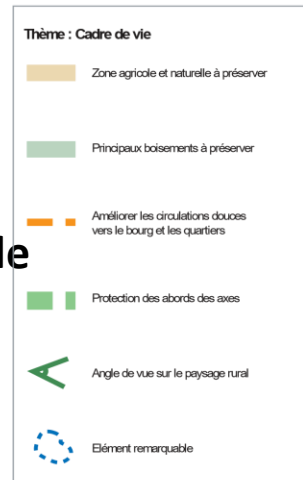 Thème : Cadre de vie
Zone agricole et naturelle à préserver
Principaux boisements à préserver
Améliorer les circulations douces
vers le bourg et les quartiers
le
Protection des abords des axes
Angle de vue sur le paysage rural
Elément remarquable